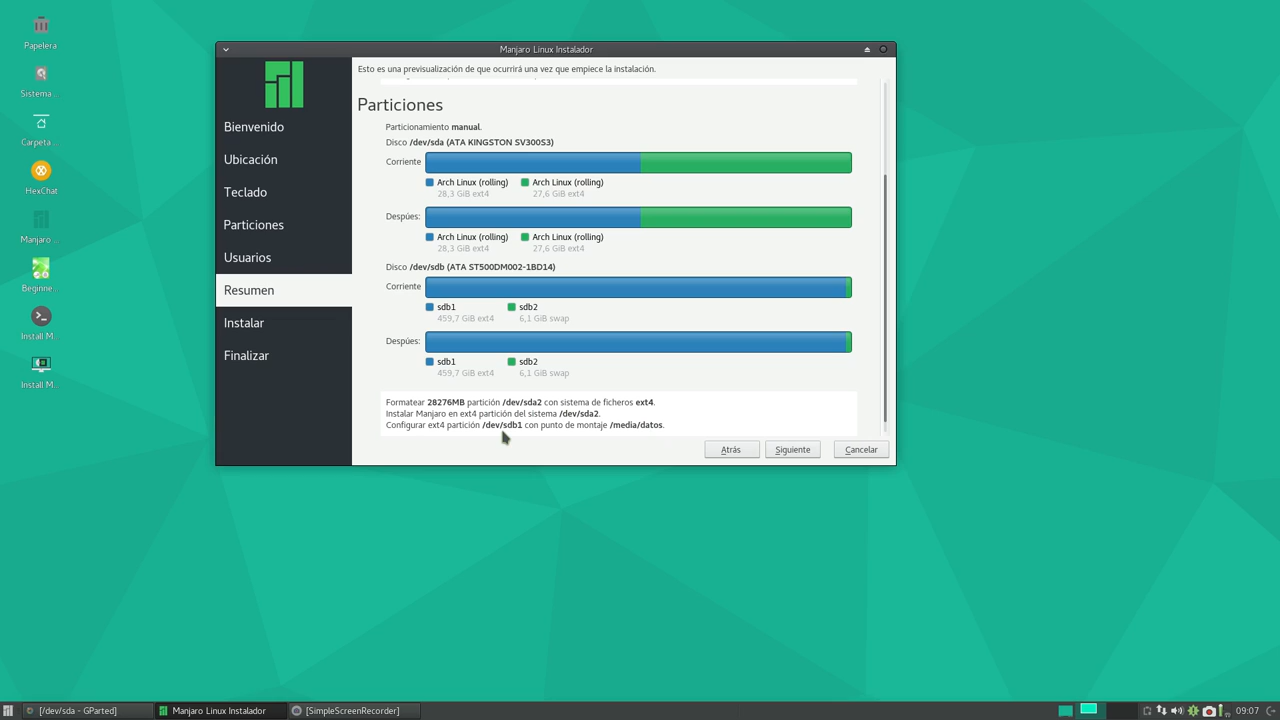 Papelera
Sistema ..
Carpeta ..
HexChat
Manjaro ..
Beginne..
Install M..
Install M..
Manjaro Linux Instalador
Bienvenido
Ubicación
Teclado
Particiones
Usuarios
Resumen
Instalar
Finalizar
Esto es una previsualización de que ocurrirá una vez que empiece la instalación.
Particiones
Particionamiento manual.
Disco /dev/sda (ATA KINGSTON SV300S3)
Corriente
Arch Linux (rolling) Arch Linux (rolling)
28,3 GiB ext4 27,6 GiB ext4
Despúes:
Arch Linux (rolling) Arch Linux (rolling)
28,3 GiB ext4 27,6 GiB ext4
Disco /dev/sdb (ATA ST500DM002-1BD14)
Corriente
sdb1 sdb2
459,7 GiB ext4 6,1 GiB swap
Despúes:
sdb1 sdb2
459,7 GiB ext4 6,1 GiB swap
Formatear 28276MB partición /dev/sda2 con sistema de ficheros ext4.
Instalar Manjaro en ext4 partición del sistema /dev/sda2.
Configurar ext4 partición /dev/sdb1 con punto de montaje /media/datos.
Atrás Siguiente Cancelar
[/dev/sda - GParted] Manjaro Linux Instalador [SimpleScreenRecorder] 09:07